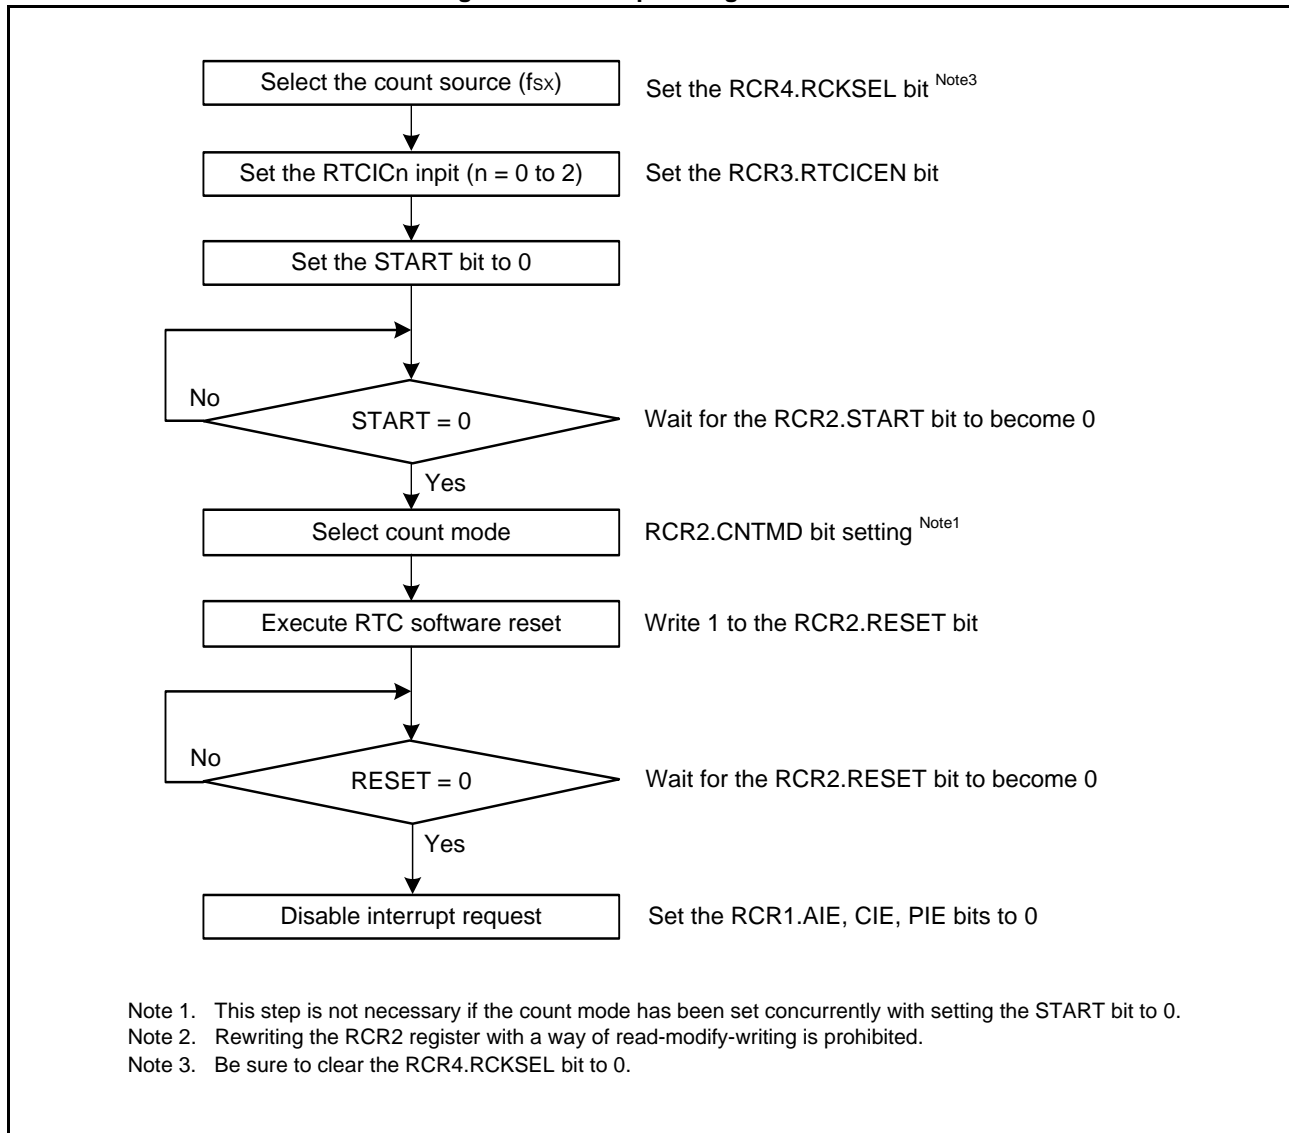 Select the count source (fsx) Set the RCR4.RCKSEL bit Note3
Set the RTCICn inpit (n = 0 to 2) Set the RCR3.RTCICEN bit
Set the START bit to 0
No
START = 0 Wait for the RCR2.START bit to become 0
Yes
Select count mode RCR2.CNTMD bit setting Note1
Execute RTC software reset Write 1 to the RCR2.RESET bit
No
RESET = 0 Wait for the RCR2.RESET bit to become 0
Yes
Disable interrupt request Set the RCR1.AIE, CIE, PIE bits to 0
Note 1. This step is not necessary if the count mode has been set concurrently with setting the START bit to 0.
Note 2. Rewriting the RCR2 register with a way of read-modify-writing is prohibited.
Note 3. Be sure to clear the RCR4.RCKSEL bit to 0.